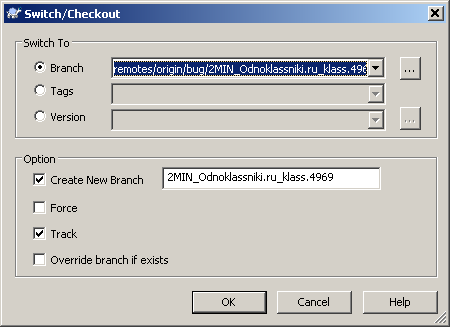 Switch/Checkout
Switch To
Branch remotes/origin/bug/2MIN_Odnoklassniki.ru_klass.496 ...
Tags
Version ...
Option
Create New Branch 2MIN_Odnoklassniki.ru_klass.4969
Force
Track
Override branch if exists
OK Cancel Help